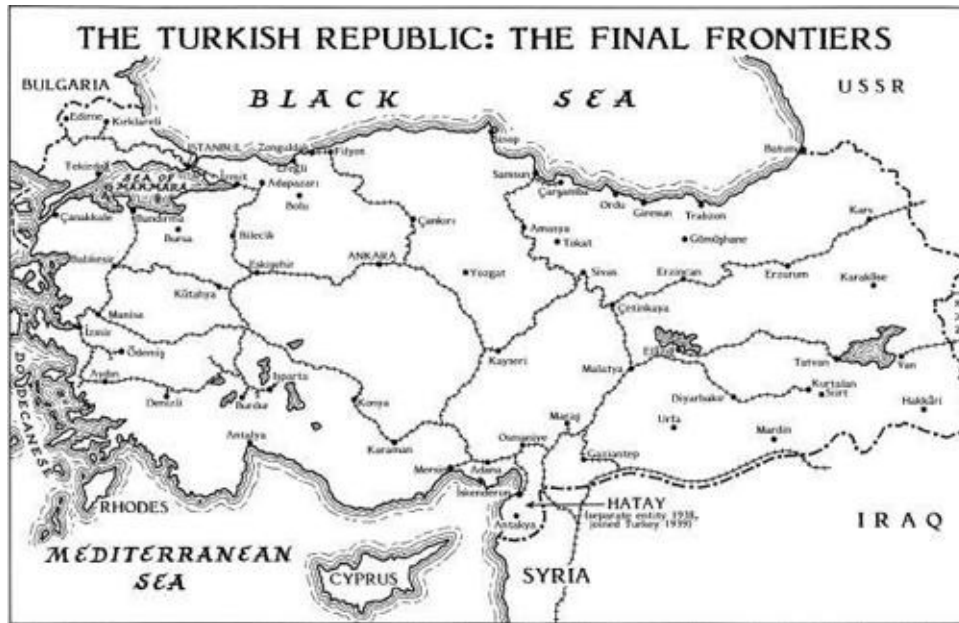 THE TURKISH REPUBLIC: THE FINAL FRONTIERS
BULGARIA
BLACK SEA
USSR
Edirne
Kırklareli
ISTANBUL
Zonguldak
Filyos
Sinop
Batum
Tekirdağ
SEA OF
MARMARA
İzmit
Ereğli
Adapazarı
Bolu
Samsun
Çarşamba
Ordu
Giresun
Trabzon
Kars
Çanakkale
Bandırma
Bursa
Bilecik
Çankırı
Amasya
Tokat
Gümüşhane
Balıkesir
Eskişehir
ANKARA
Yozgat
Sivas
Erzincan
Erzurum
Karaköse
Kütahya
Çetinkaya
Manisa
İzmir
Ödemiş
Kayseri
Malatya
Elâzığ
Tatvan
Van
Aydın
Denizli
Isparta
Burdur
Konya
Diyarbakır
Kurtalan
Siirt
Hakkâri
DODECANESE
Antalya
Karaman
Maraş
Urfa
Mardin
Osmaniye
Mersin
Adana
Gaziantep
İskenderun
RHODES
HATAY
(separate entity 1938,
joined Turkey 1939)
Antakya
IRAQ
MEDITERRANEAN
SEA
CYPRUS
SYRIA